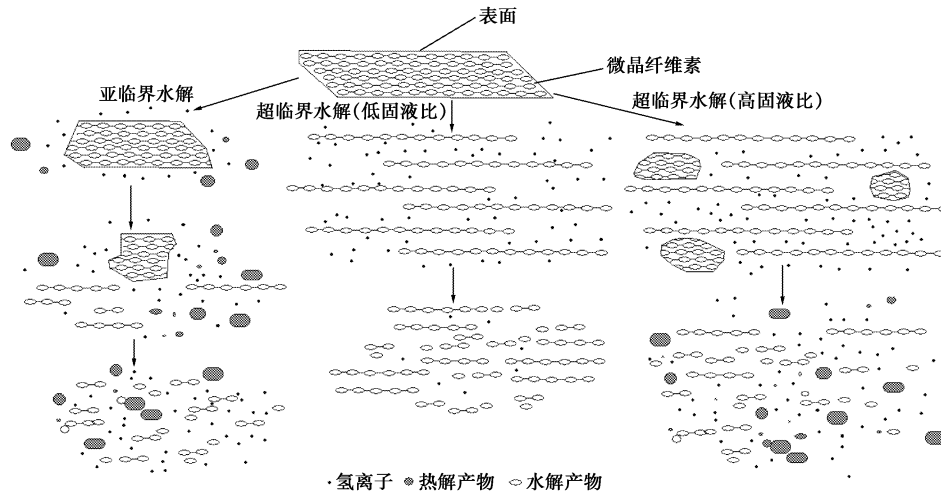 表面
微晶纤维素
亚临界水解
超临界水解(低固液比)
超临界水解(高固液比)
氢离子 热解产物 水解产物